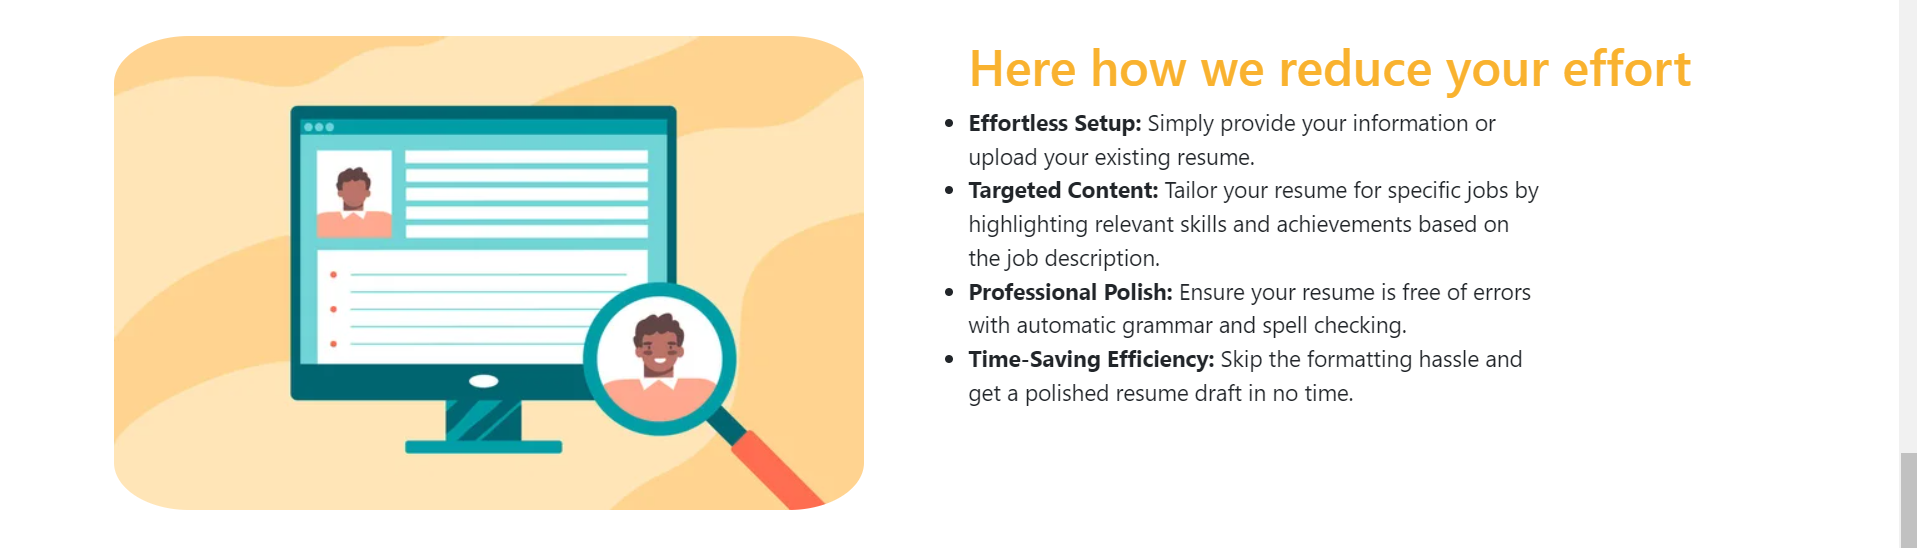 Here how we reduce your effort
• Effortless Setup: Simply provide your information or
upload your existing resume.
• Targeted Content: Tailor your resume for specific jobs by
highlighting relevant skills and achievements based on
the job description.
• Professional Polish: Ensure your resume is free of errors
with automatic grammar and spell checking.
• Time-Saving Efficiency: Skip the formatting hassle and
get a polished resume draft in no time.